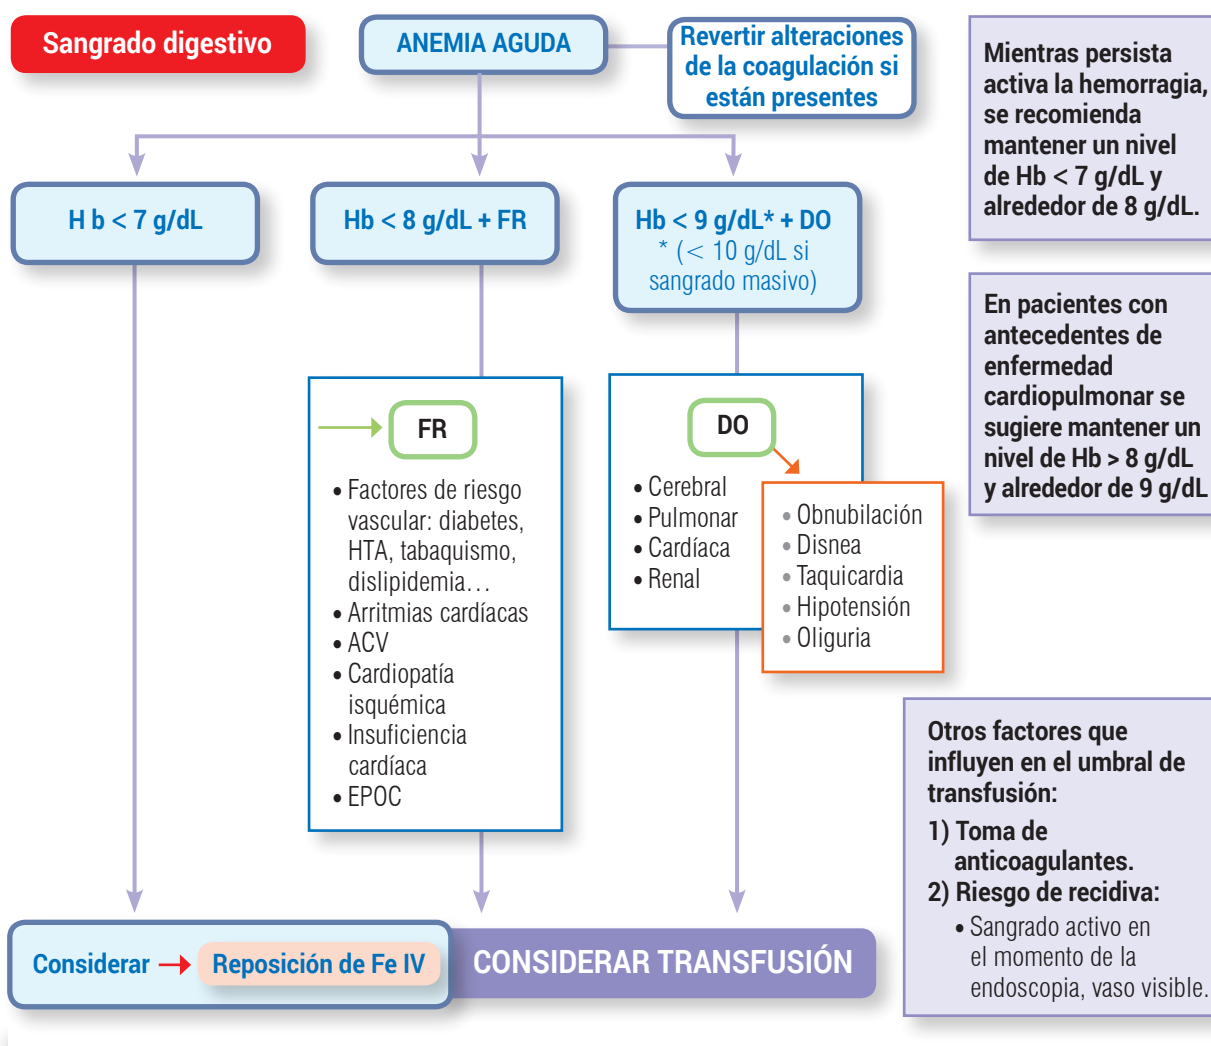 Sangrado digestivo
ANEMIA AGUDA
Revertir alteraciones
de la coagulación si
están presentes
H b < 7 g/dL
Hb < 8 g/dL + FR
Hb < 9 g/dL* + DO
* (< 10 g/dL si
sangrado masivo)
FR
• Factores de riesgo
vascular: diabetes,
HTA, tabaquismo,
dislipidemia…
• Arritmias cardíacas
• ACV
• Cardiopatía
isquémica
• Insuficiencia
cardíaca
• EPOC
DO
• Cerebral
• Pulmonar
• Cardíaca
• Renal
• Obnubilación
• Disnea
• Taquicardia
• Hipotensión
• Oliguria
Considerar
Reposición de Fe IV
CONSIDERAR TRANSFUSIÓN
Mientras persista
activa la hemorragia,
se recomienda
mantener un nivel
de Hb < 7 g/dL y
alrededor de 8 g/dL.
En pacientes con
antecedentes de
enfermedad
cardiopulmonar se
sugiere mantener un
nivel de Hb > 8 g/dL
y alrededor de 9 g/dL
Otros factores que
influyen en el umbral de
transfusión:
1) Toma de
anticoagulantes.
2) Riesgo de recidiva:
• Sangrado activo en
el momento de la
endoscopia, vaso visible.